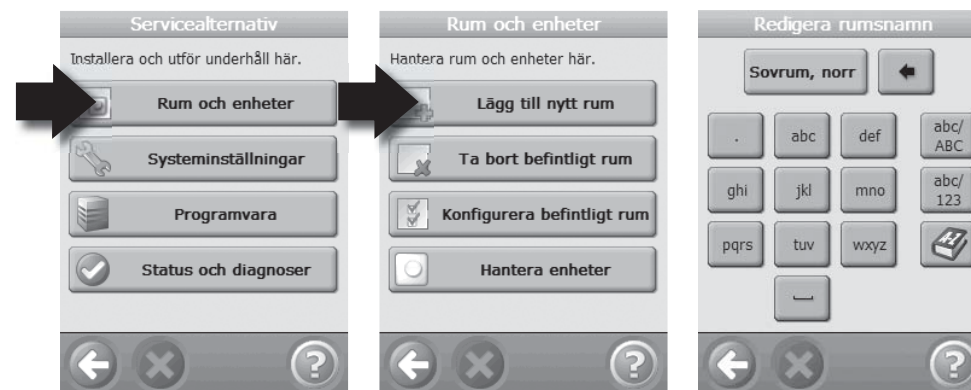 Servicealternativ
Installera och utför underhåll här.
Rum och enheter
Systeminställningar
Programvara
Status och diagnoser
?
Rum och enheter
Hantera rum och enheter här.
Lägg till nytt rum
Ta bort befintligt rum
Konfigurera befintligt rum
Hantera enheter
?
Redigera rumsnamn
Sovrum, norr
. abc def abc/
ABC
ghi jkl mno abc/
123
pqrs tuv wxyz
?